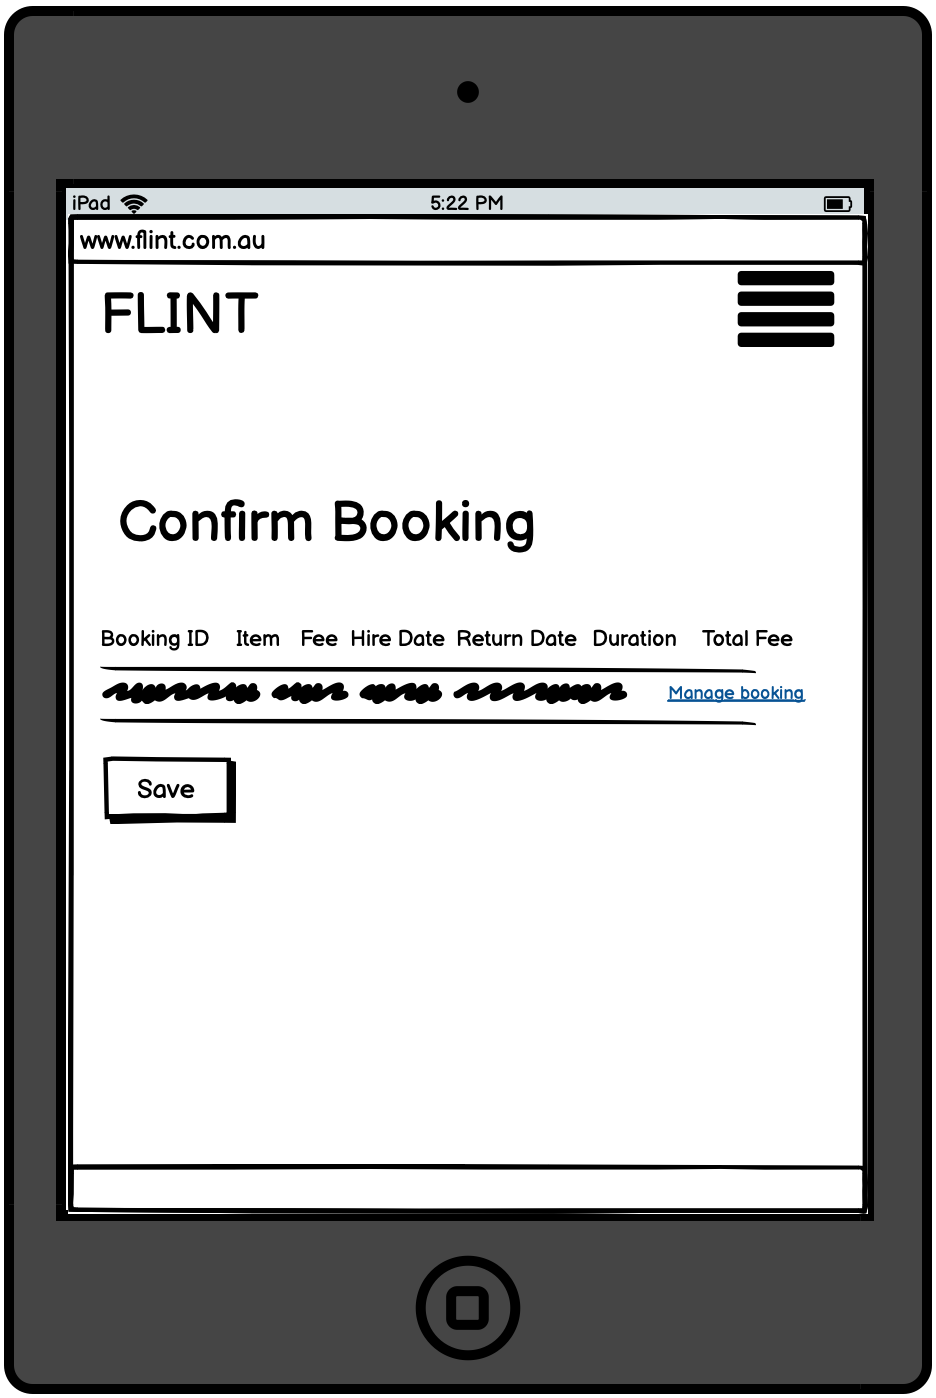 iPad 5:22 PM
www.flint.com.au
FLINT
Confirm Booking
Booking ID Item Fee Hire Date Return Date Duration Total Fee
Manage booking
Save